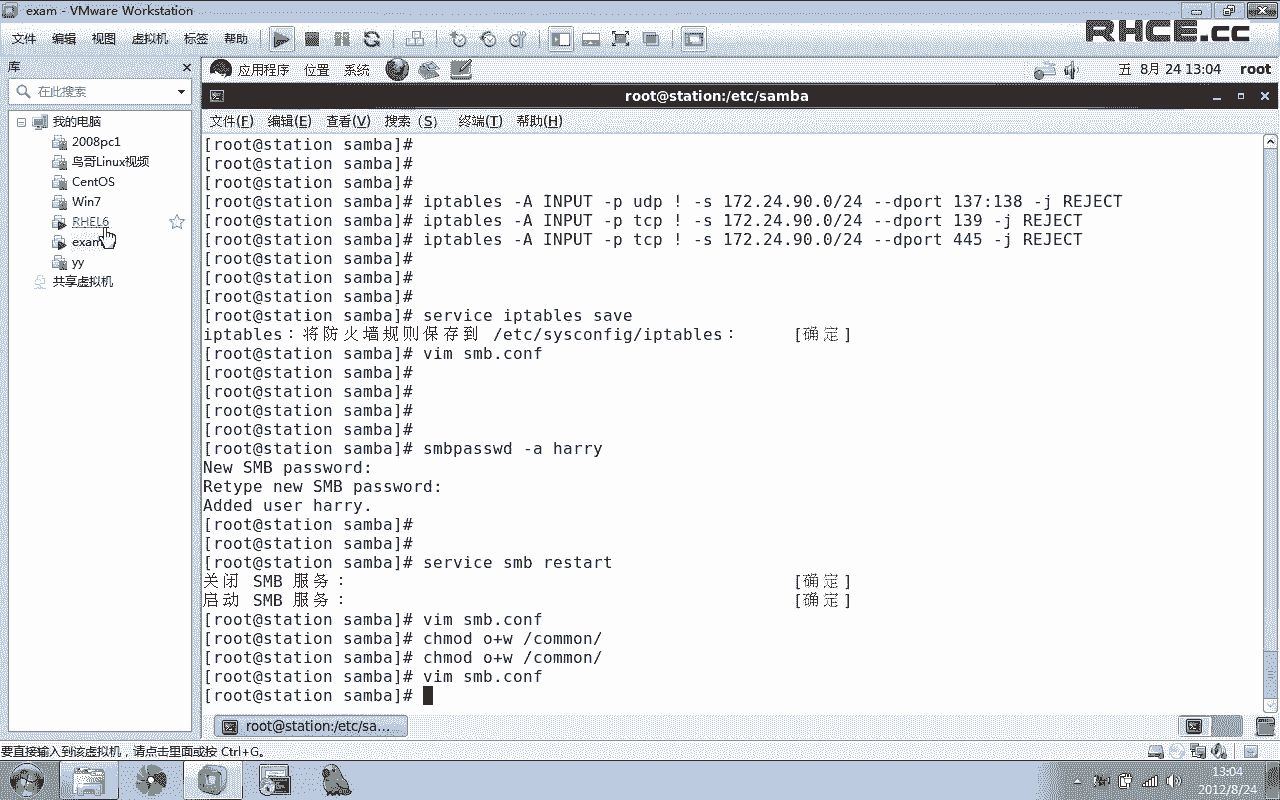 exam - VMware Workstation
文件 编辑 视图 虚拟机 标签 帮助
RHCE.cc
库
在此搜索
我的电脑
2008pc1
鸟哥Linux视频
CentOS
Win7
RHEL6
exam
yy
共享虚拟机
应用程序 位置 系统
五 8月 24 13:04 root
root@station:/etc/samba
文件(F) 编辑(E) 查看(V) 搜索 (S) 终端(T) 帮助(H)
[root@station samba]#
[root@station samba]#
[root@station samba]#
[root@station samba]# iptables -A INPUT -p udp ! -s 172.24.90.0/24 --dport 137:138 -j REJECT
[root@station samba]# iptables -A INPUT -p tcp ! -s 172.24.90.0/24 --dport 139 -j REJECT
[root@station samba]# iptables -A INPUT -p tcp ! -s 172.24.90.0/24 --dport 445 -j REJECT
[root@station samba]#
[root@station samba]#
[root@station samba]#
[root@station samba]# service iptables save
iptables：将防火墙规则保存到 /etc/sysconfig/iptables： [确定]
[root@station samba]# vim smb.conf
[root@station samba]#
[root@station samba]#
[root@station samba]#
[root@station samba]#
[root@station samba]# smbpasswd -a harry
New SMB password:
Retype new SMB password:
Added user harry.
[root@station samba]#
[root@station samba]#
[root@station samba]# service smb restart
关闭 SMB 服务： [确定]
启动 SMB 服务： [确定]
[root@station samba]# vim smb.conf
[root@station samba]# chmod o+w /common/
[root@station samba]# chmod o+w /common/
[root@station samba]# vim smb.conf
[root@station samba]#
root@station:/etc/sa...
要直接输入到该虚拟机，请点击里面或按 Ctrl+G。
13:04
2012/8/24